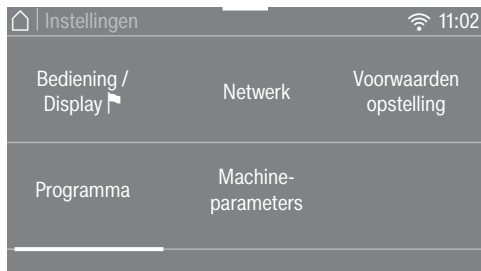 Instellingen 11:02
Bediening /
Display
Netwerk
Voorwaarden
opstelling
Programma
Machine-
parameters